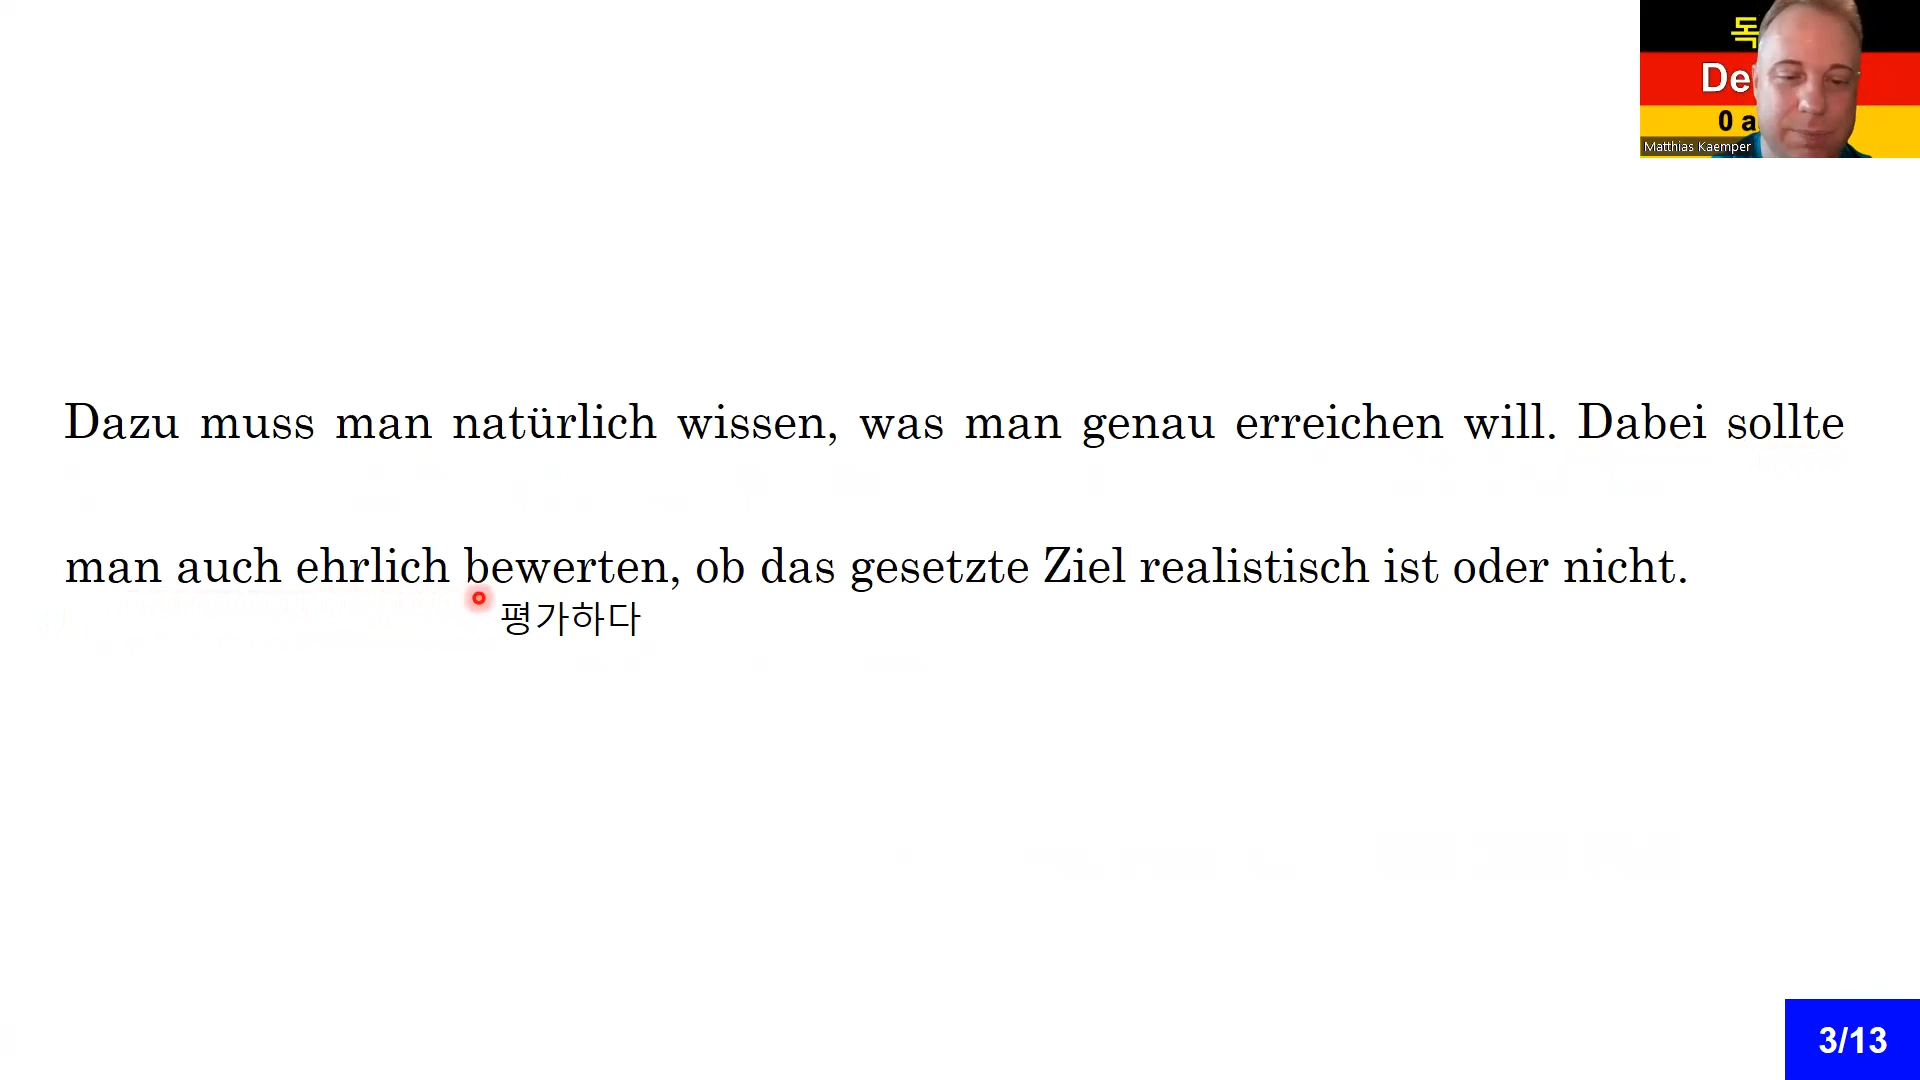 독
De
0 a
Matthias Kaemper
Dazu muss man natürlich wissen, was man genau erreichen will. Dabei sollte
man auch ehrlich bewerten, ob das gesetzte Ziel realistisch ist oder nicht.
평가하다
3/13